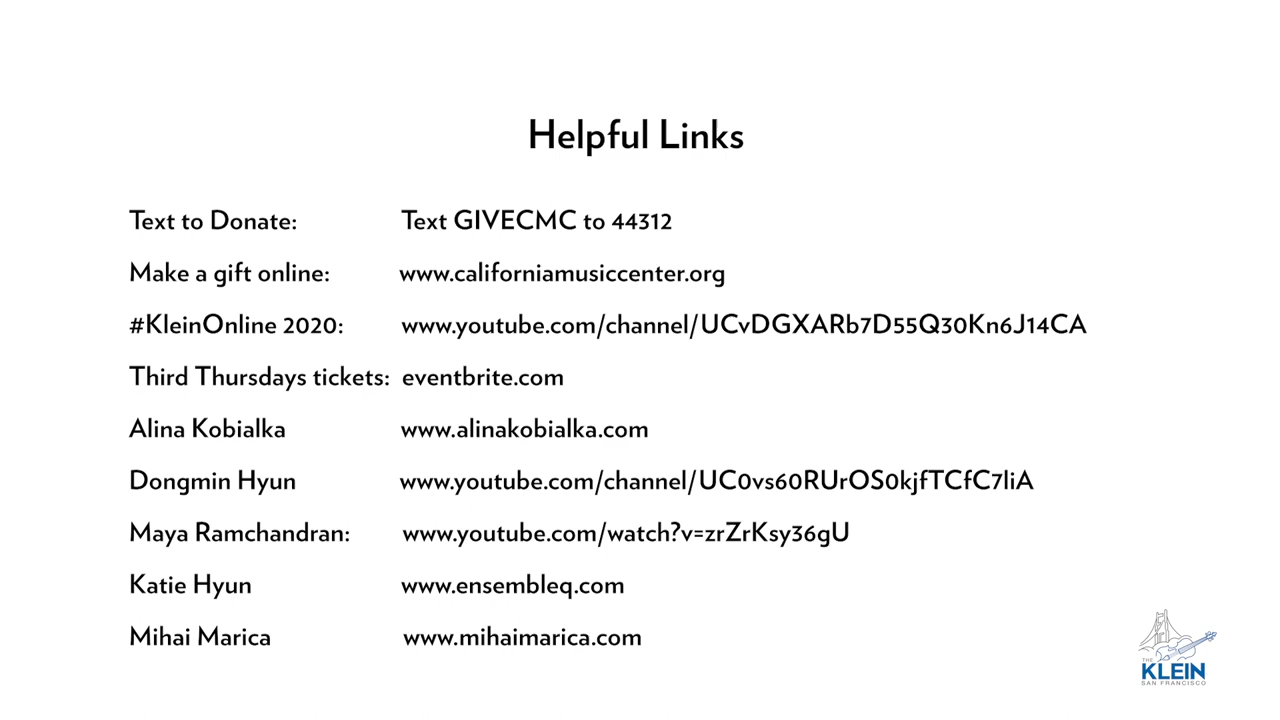 Helpful Links
Text to Donate: Text GIVECMC to 44312
Make a gift online: www.californiamusiccenter.org
#KleinOnline 2020: www.youtube.com/channel/UCvDGXARb7D55Q30Kn6J14CA
Third Thursdays tickets: eventbrite.com
Alina Kobialka www.alinakobialka.com
Dongmin Hyun www.youtube.com/channel/UC0vs60RUrOS0kjfTCfC7liA
Maya Ramchandran: www.youtube.com/watch?v=zrZrKsy36gU
Katie Hyun www.ensembleq.com
Mihai Marica www.mihaimarica.com
THE
KLEIN
SAN FRANCISCO